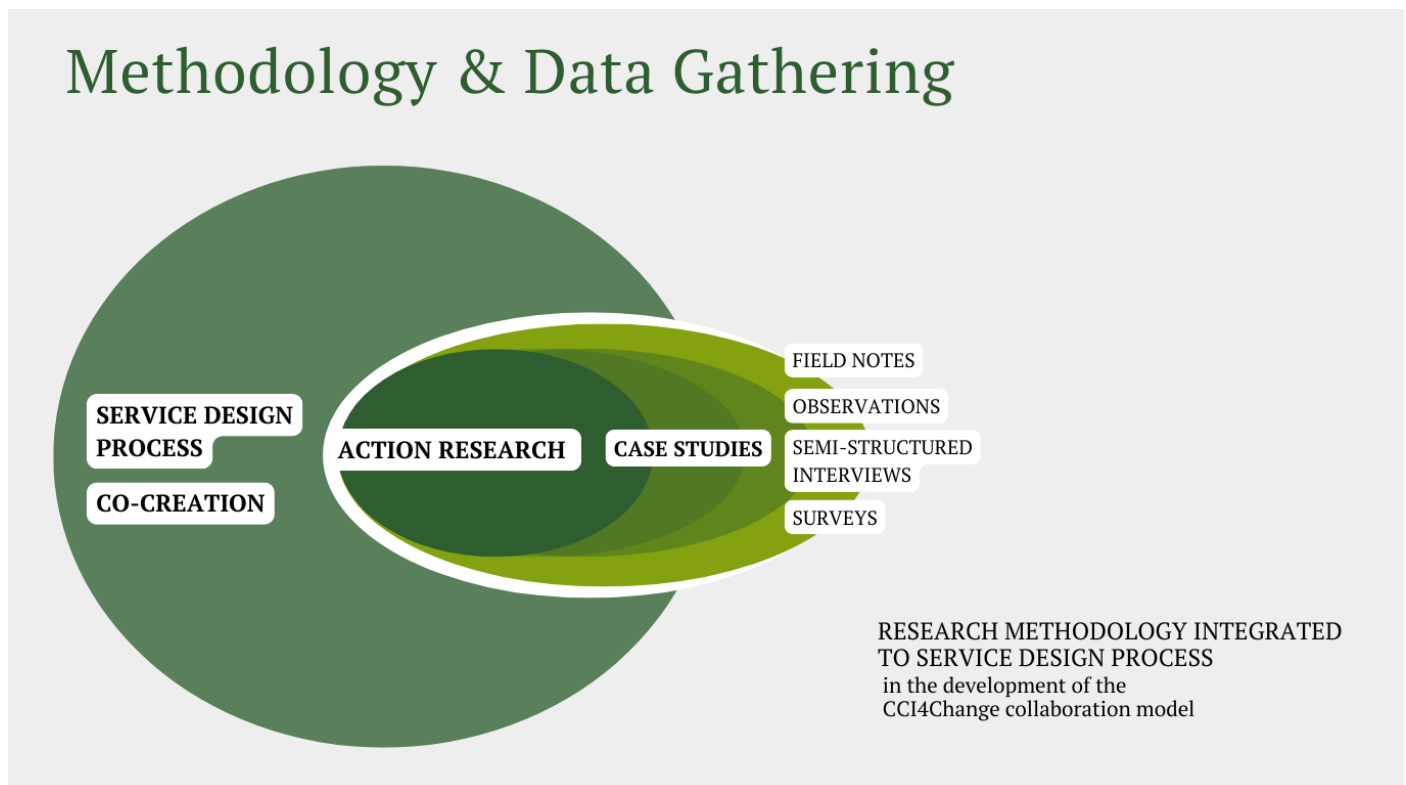 Methodology & Data Gathering
SERVICE DESIGN
PROCESS
CO-CREATION
ACTION RESEARCH
CASE STUDIES
FIELD NOTES
OBSERVATIONS
SEMI-STRUCTURED
INTERVIEWS
SURVEYS
RESEARCH METHODOLOGY INTEGRATED
TO SERVICE DESIGN PROCESS
in the development of the
CCI4Change collaboration model